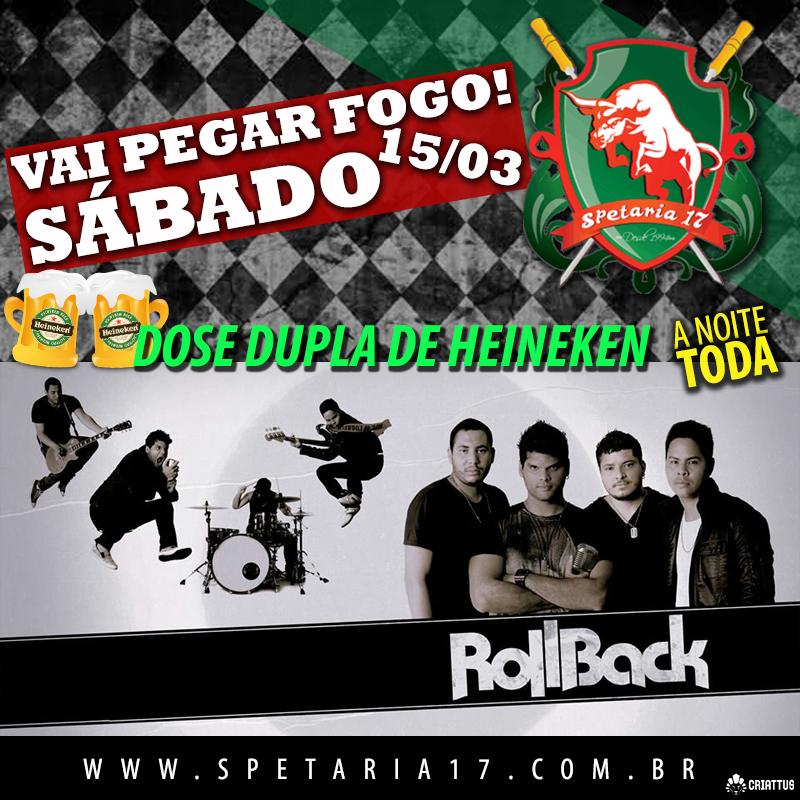 VAI PEGAR FOGO!
SÁBADO 15/03
Spetaria 17
Heineken
Heineken
DOSE DUPLA DE HEINEKEN
A NOITE
TODA
RollBack
WWW.SPETARIA17.COM.BR
CRIATTUS